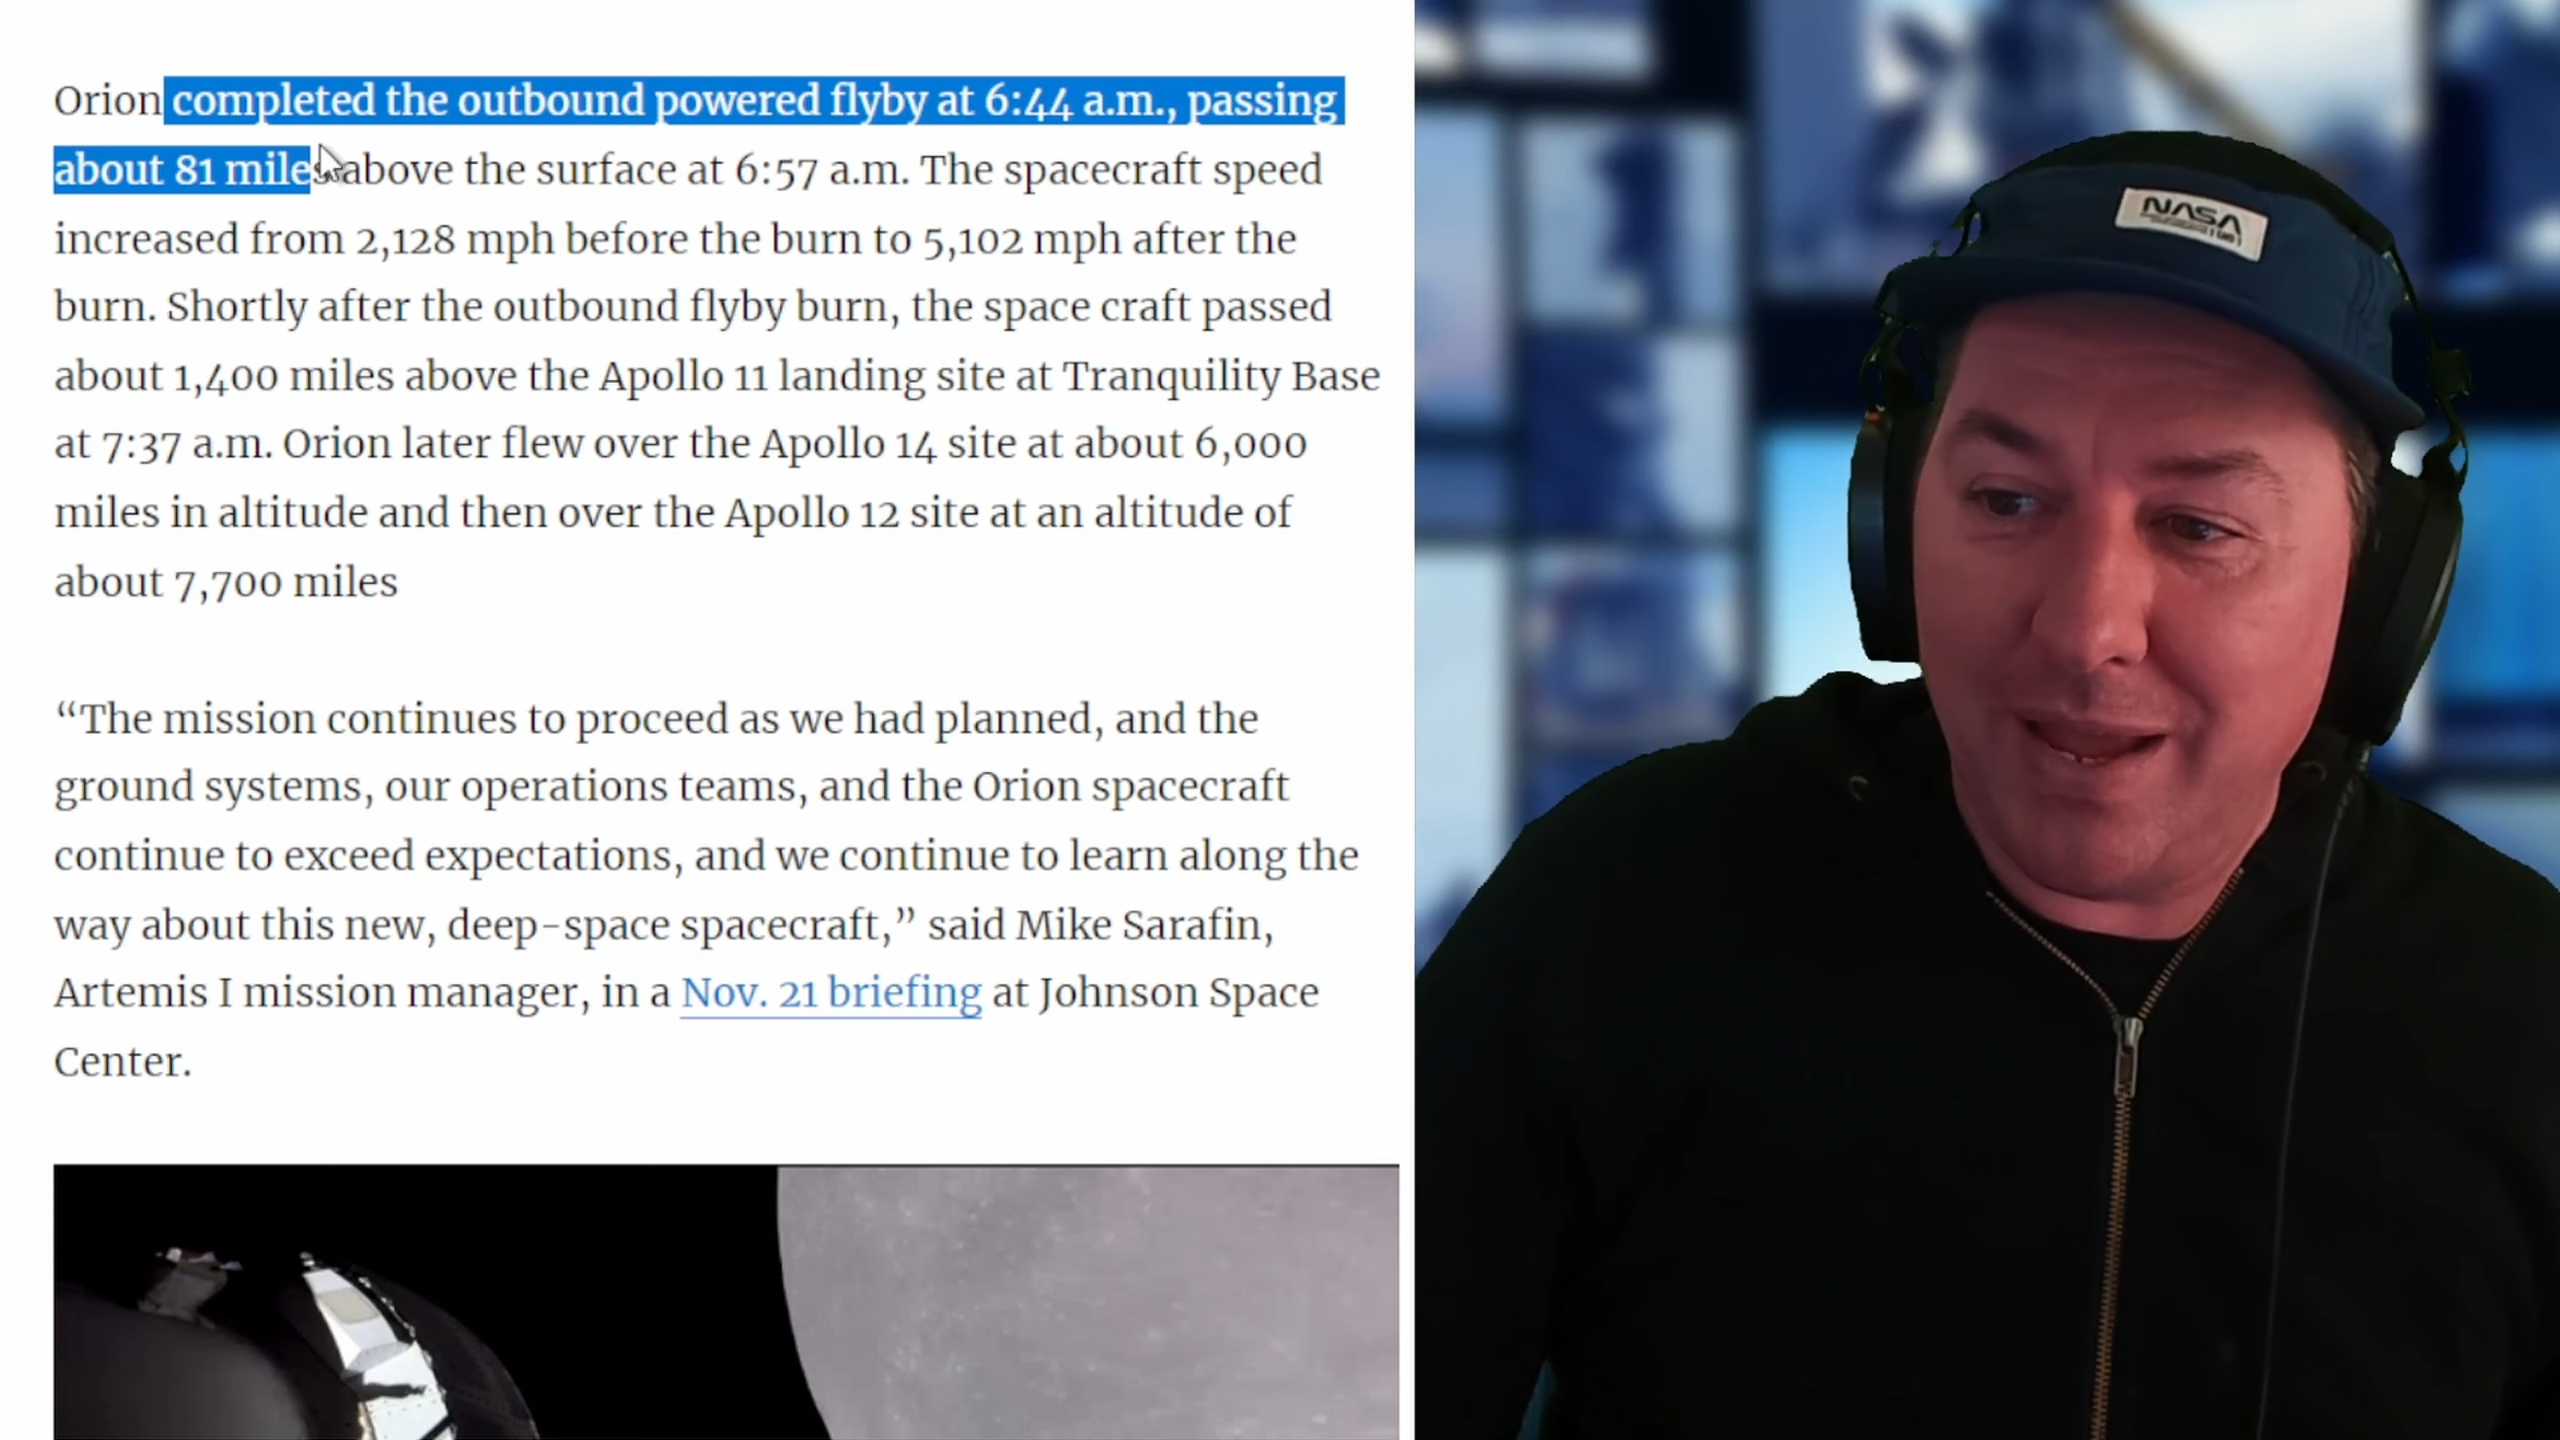 Orion completed the outbound powered flyby at 6:44 a.m., passing
about 81 miles above the surface at 6:57 a.m. The spacecraft speed
increased from 2,128 mph before the burn to 5,102 mph after the
burn. Shortly after the outbound flyby burn, the space craft passed
about 1,400 miles above the Apollo 11 landing site at Tranquility Base
at 7:37 a.m. Orion later flew over the Apollo 14 site at about 6,000
miles in altitude and then over the Apollo 12 site at an altitude of
about 7,700 miles
“The mission continues to proceed as we had planned, and the
ground systems, our operations teams, and the Orion spacecraft
continue to exceed expectations, and we continue to learn along the
way about this new, deep-space spacecraft,” said Mike Sarafin,
Artemis I mission manager, in a Nov. 21 briefing at Johnson Space
Center.
NASA